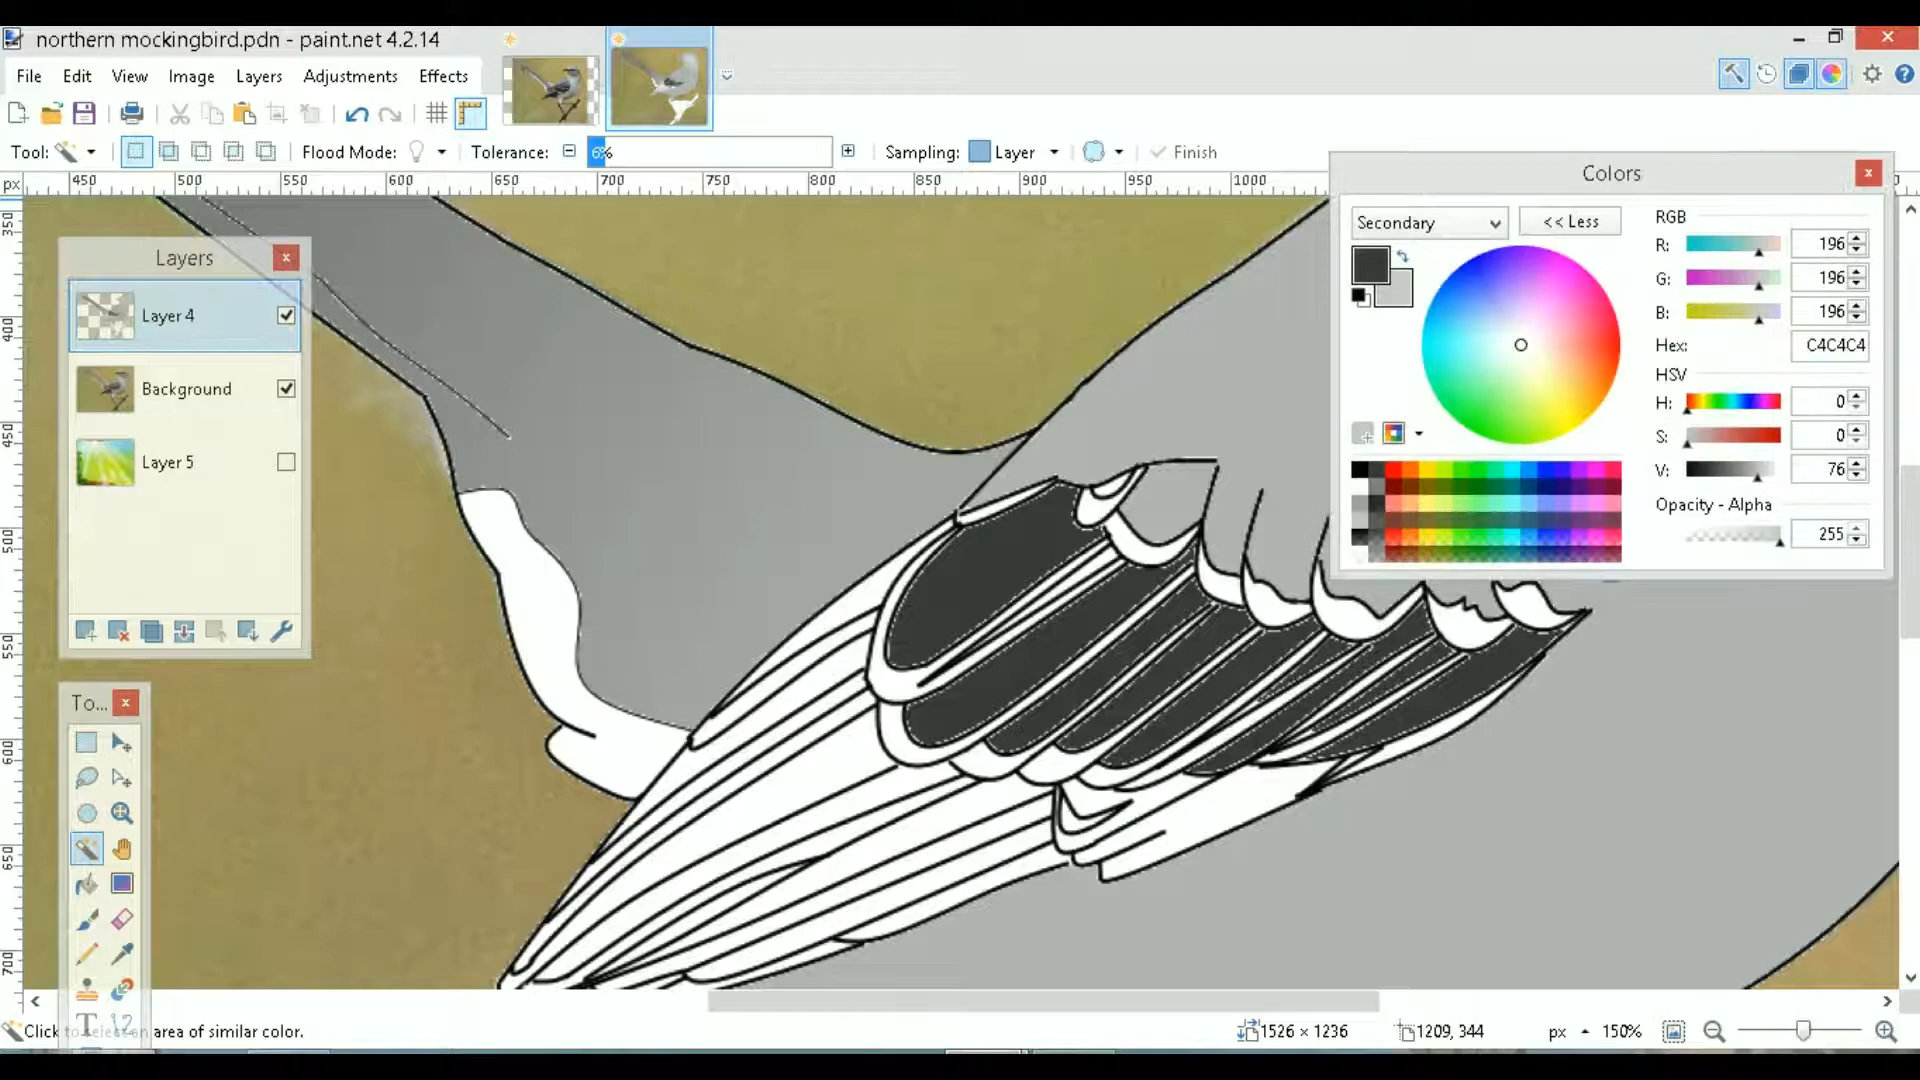 northern mockingbird.pdn - paint.net 4.2.14
File Edit View Image Layers Adjustments Effects
Tool: Flood Mode: Tolerance: 6% Sampling: Layer Finish
px 450 500 550 600 650 700 750 800 850 900 950 1000
350
400
450
500
550
600
650
700
Layers
Layer 4
Background
Layer 5
To...
Colors
Secondary << Less
RGB
R: 196
G: 196
B: 196
Hex: C4C4C4
HSV
H: 0
S: 0
V: 76
Opacity - Alpha
255
Click to select an area of similar color. 1526 × 1236 1209, 344 px 150%